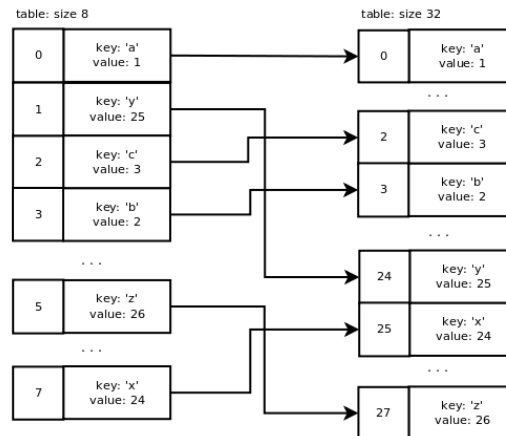 table: size 8
0
key: 'a'
value: 1
1
key: 'y'
value: 25
2
key: 'c'
value: 3
3
key: 'b'
value: 2
. . .
5
key: 'z'
value: 26
. . .
7
key: 'x'
value: 24
table: size 32
0
key: 'a'
value: 1
. . .
2
key: 'c'
value: 3
3
key: 'b'
value: 2
. . .
24
key: 'y'
value: 25
25
key: 'x'
value: 24
. . .
27
key: 'z'
value: 26